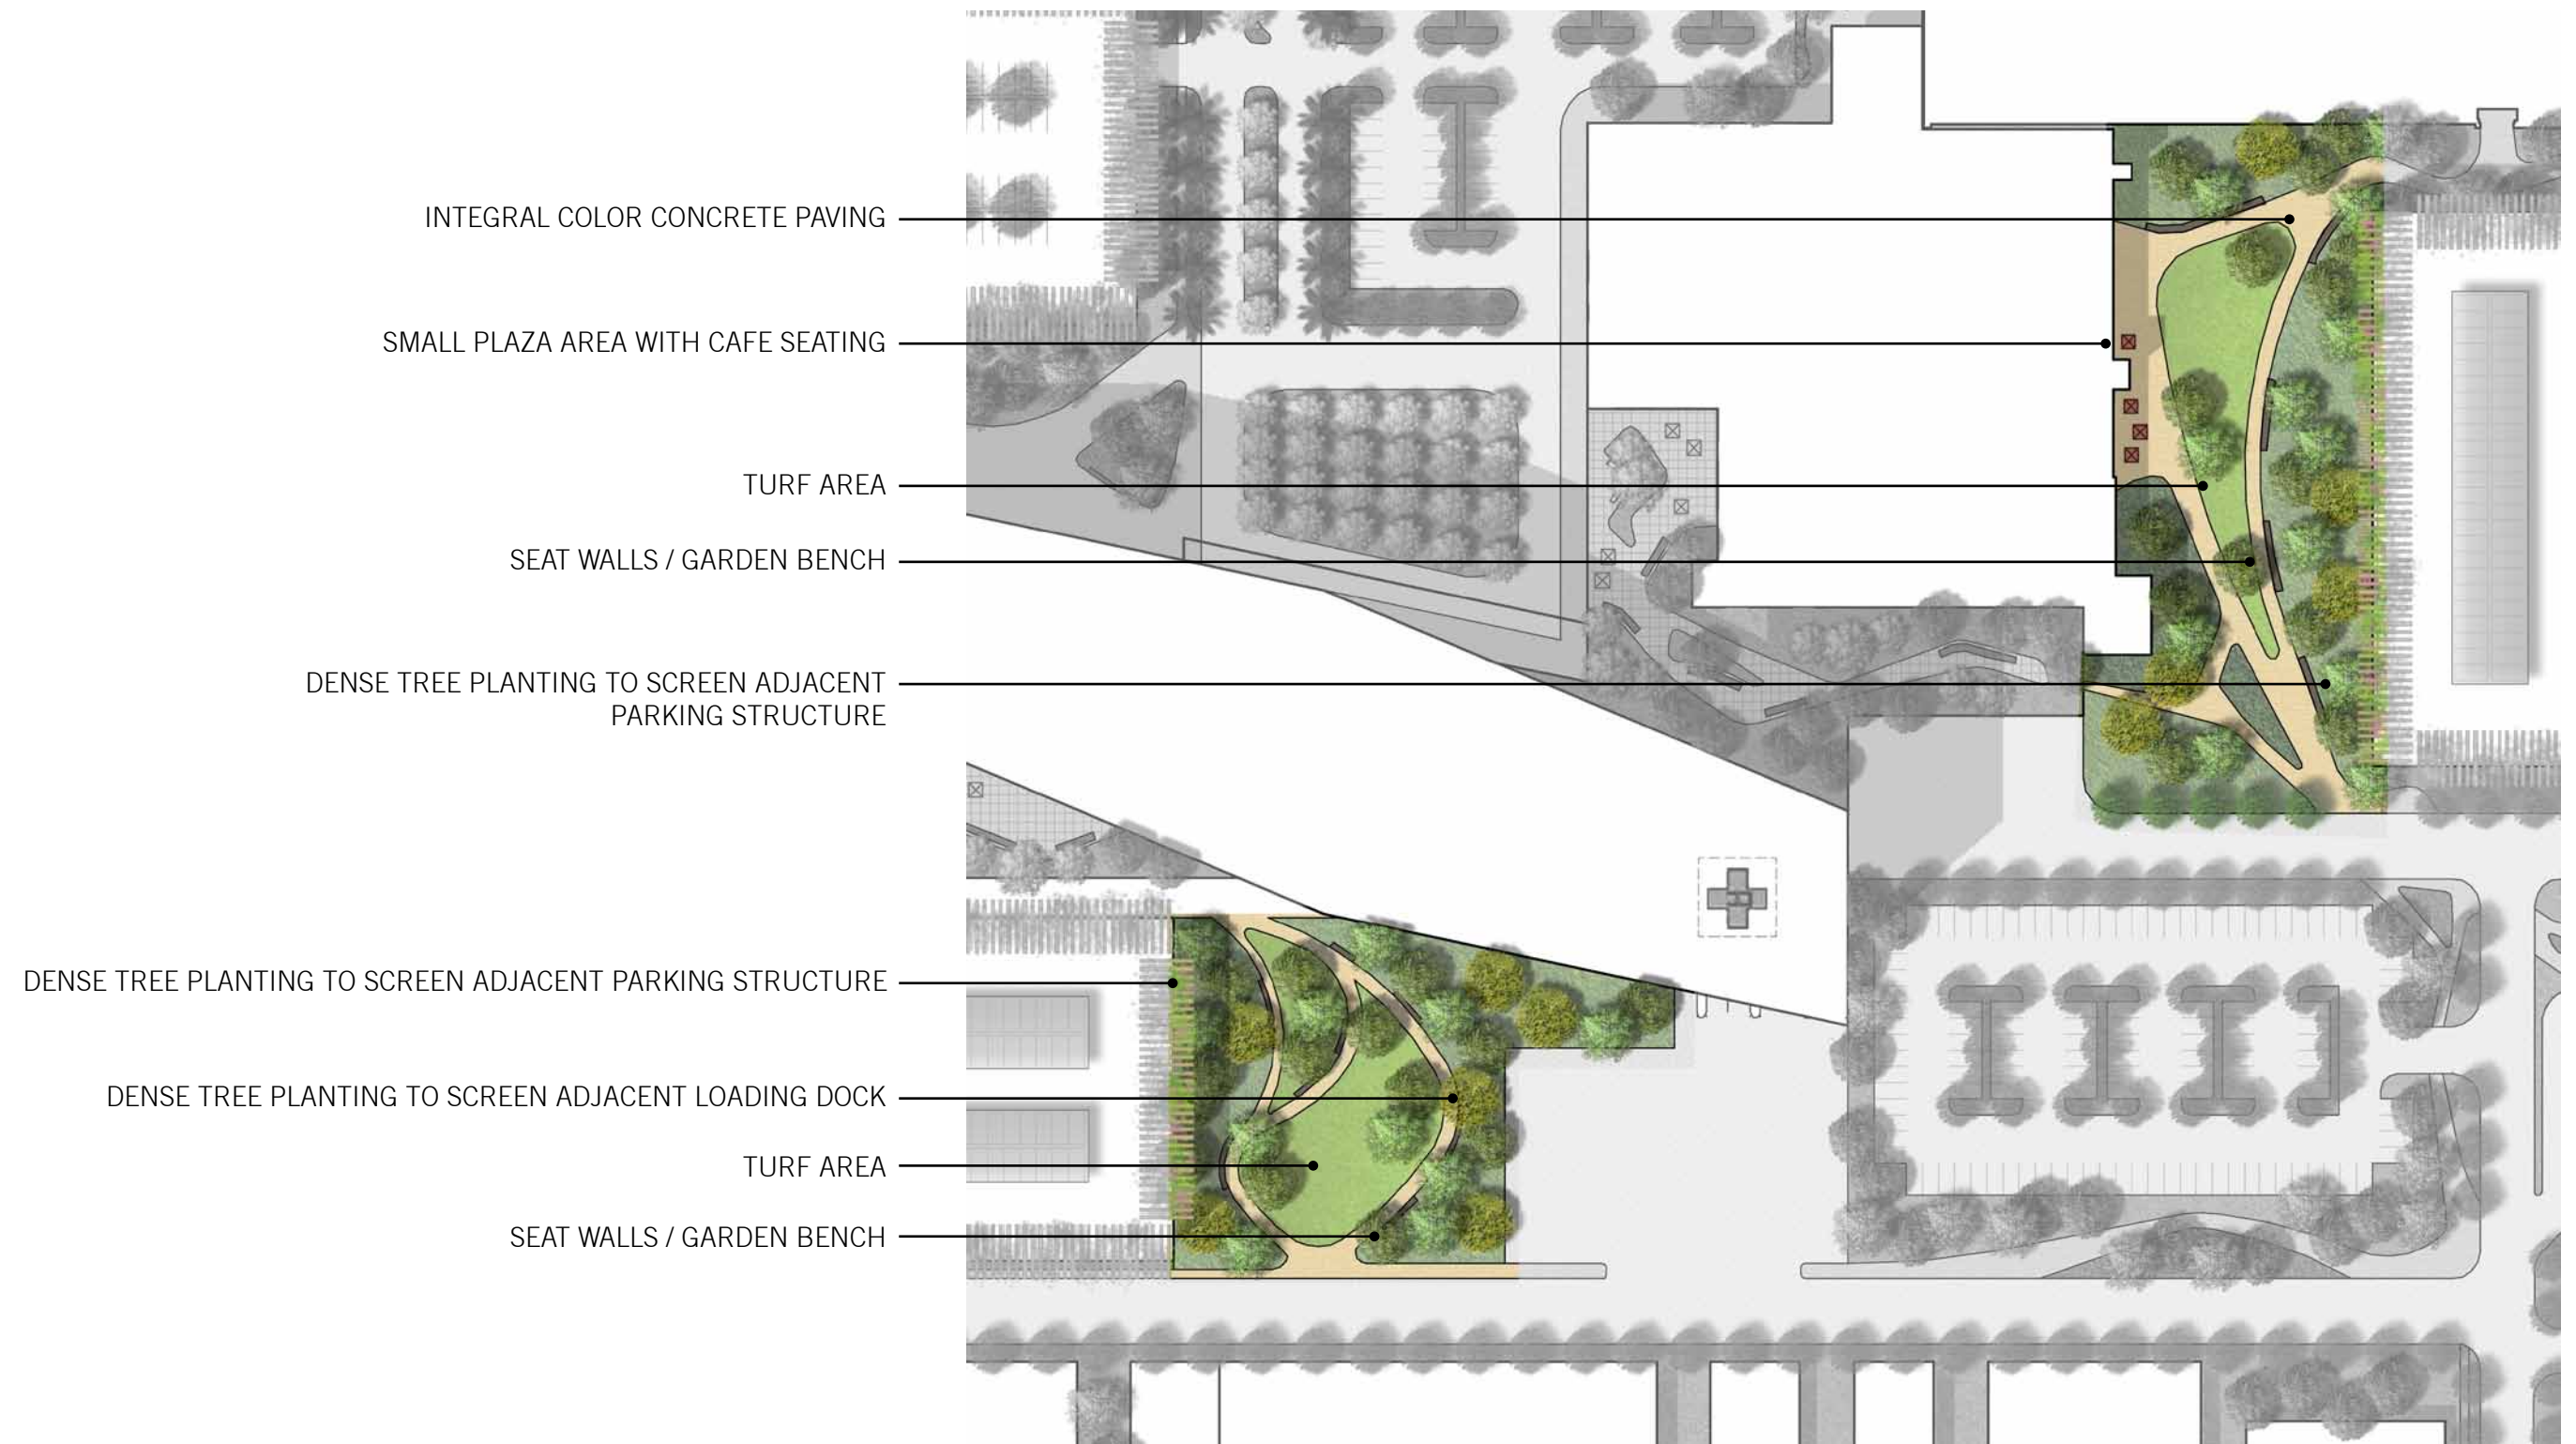 INTEGRAL COLOR CONCRETE PAVING
SMALL PLAZA AREA WITH CAFE SEATING
TURF AREA
SEAT WALLS / GARDEN BENCH
DENSE TREE PLANTING TO SCREEN ADJACENT
PARKING STRUCTURE
DENSE TREE PLANTING TO SCREEN ADJACENT PARKING STRUCTURE
DENSE TREE PLANTING TO SCREEN ADJACENT LOADING DOCK
TURF AREA
SEAT WALLS / GARDEN BENCH